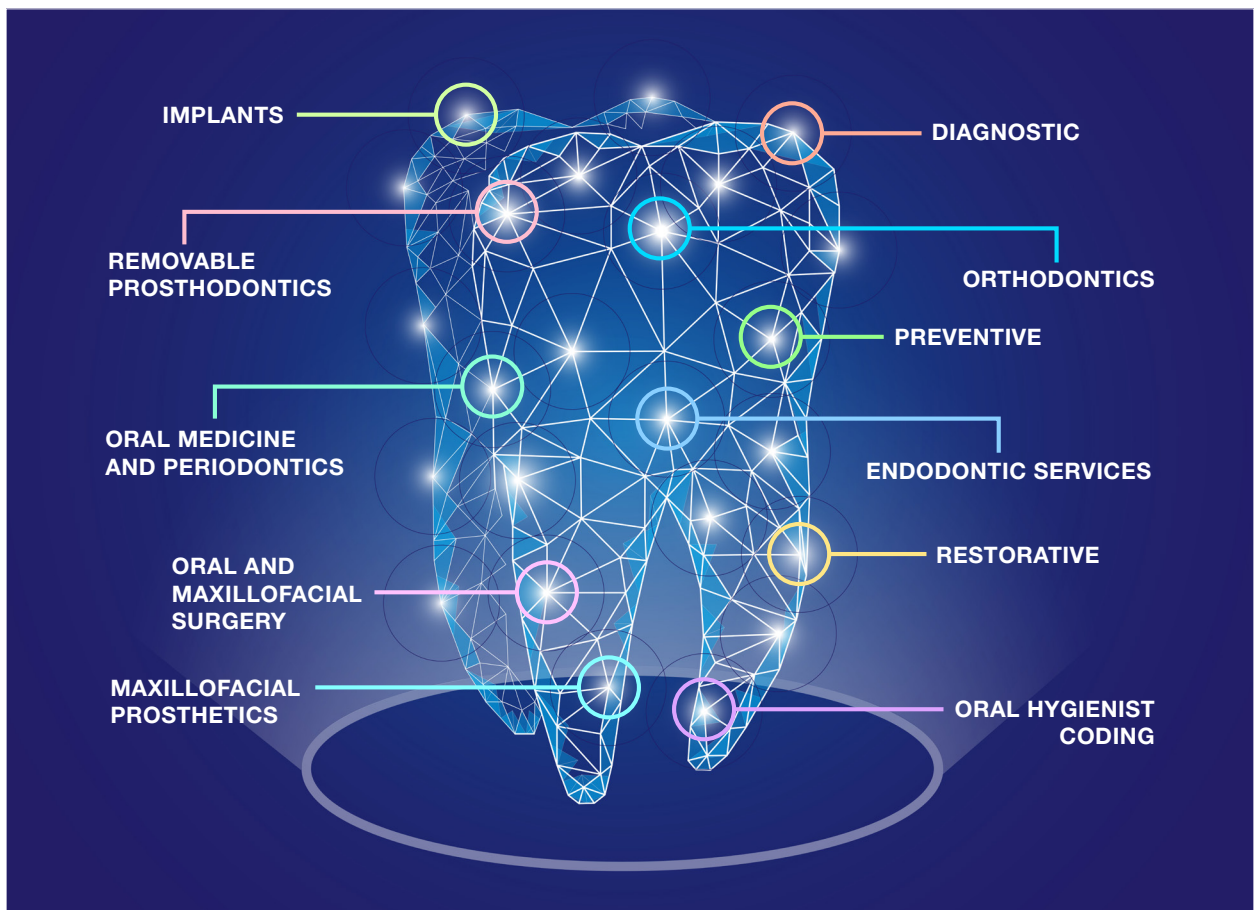 IMPLANTS
DIAGNOSTIC
REMOVABLE
PROSTHODONTICS
ORTHODONTICS
PREVENTIVE
ORAL MEDICINE
AND PERIODONTICS
ENDODONTIC SERVICES
ORAL AND
MAXILLOFACIAL
SURGERY
RESTORATIVE
MAXILLOFACIAL
PROSTHETICS
ORAL HYGIENIST
CODING